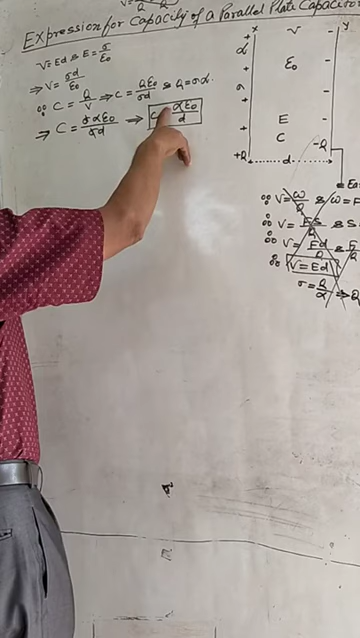 Expression for Capacity of a Parallel Plate Capacitor
V = Ed & E = σ/ε₀
⇒ V = σd/ε₀
∴ C = Q/V ⇒ C = Qε₀/σd & Q = σα.
⇒ C = σαε₀/σd ⇒ C αε₀/d
X V Y
+ -
α
+ ε₀ -
σ
+ -
E
+ C -
+Q -Q
d
∴ V = W/Q & W = F
∴ V = FS/Q & S
∴ V = Fd/Q & F/Q
∴ V = Ed
σ = Q/α ⇒ Q